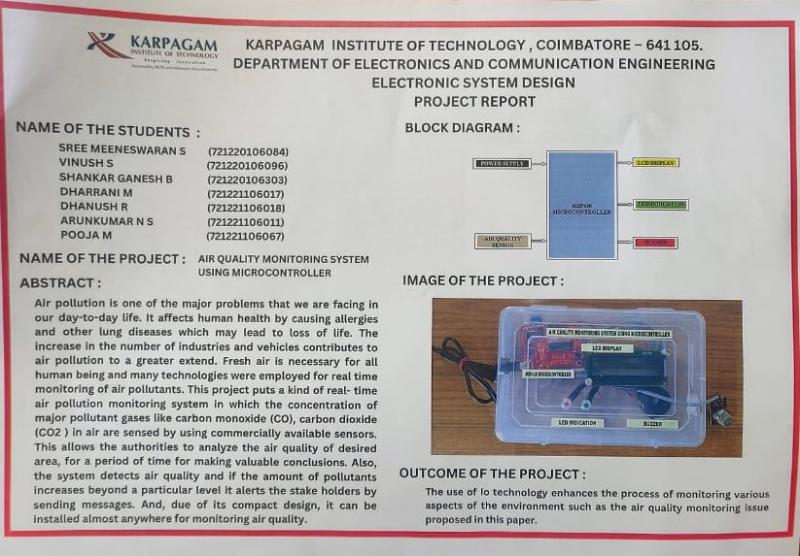 KARPAGAM
INSTITUTE OF TECHNOLOGY
Inspiring Innovation
KARPAGAM INSTITUTE OF TECHNOLOGY , COIMBATORE – 641 105.
DEPARTMENT OF ELECTRONICS AND COMMUNICATION ENGINEERING
ELECTRONIC SYSTEM DESIGN
PROJECT REPORT
NAME OF THE STUDENTS :
SREE MEENESWARAN S (721220106084)
VINUSH S (721220106096)
SHANKAR GANESH B (721220106303)
DHARRANI M (721221106017)
DHANUSH R (721221106018)
ARUNKUMAR N S (721221106011)
POOJA M (721221106067)
NAME OF THE PROJECT : AIR QUALITY MONITORING SYSTEM
USING MICROCONTROLLER
ABSTRACT :
Air pollution is one of the major problems that we are facing in
our day-to-day life. It affects human health by causing allergies
and other lung diseases which may lead to loss of life. The
increase in the number of industries and vehicles contributes to
air pollution to a greater extend. Fresh air is necessary for all
human being and many technologies were employed for real time
monitoring of air pollutants. This project puts a kind of real- time
air pollution monitoring system in which the concentration of
major pollutant gases like carbon monoxide (CO), carbon dioxide
(CO2 ) in air are sensed by using commercially available sensors.
This allows the authorities to analyze the air quality of desired
area, for a period of time for making valuable conclusions. Also,
the system detects air quality and if the amount of pollutants
increases beyond a particular level it alerts the stake holders by
sending messages. And, due of its compact design, it can be
installed almost anywhere for monitoring air quality.
BLOCK DIAGRAM :
POWER SUPPLY
LCD DISPLAY
MSP430
MICROCONTROLLER
LED INDICATION
AIR QUALITY
SENSOR
BUZZER
IMAGE OF THE PROJECT :
AIR QUALITY MONITORING SYSTEM USING MICROCONTROLLER
LCD DISPLAY
MSP430 MICROCONTROLLER
LED INDICATION
BUZZER
OUTCOME OF THE PROJECT :
The use of Io technology enhances the process of monitoring various
aspects of the environment such as the air quality monitoring issue
proposed in this paper.